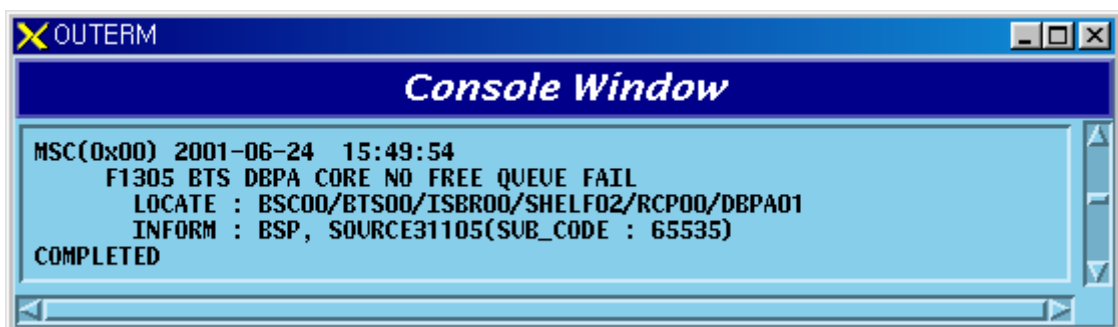 OUTERM
Console Window
MSC(0x00) 2001-06-24 15:49:54
F1305 BTS DBPA CORE NO FREE QUEUE FAIL
LOCATE : BSC00/BTS00/ISBR00/SHELF02/RCP00/DBPA01
INFORM : BSP, SOURCE31105(SUB_CODE : 65535)
COMPLETED